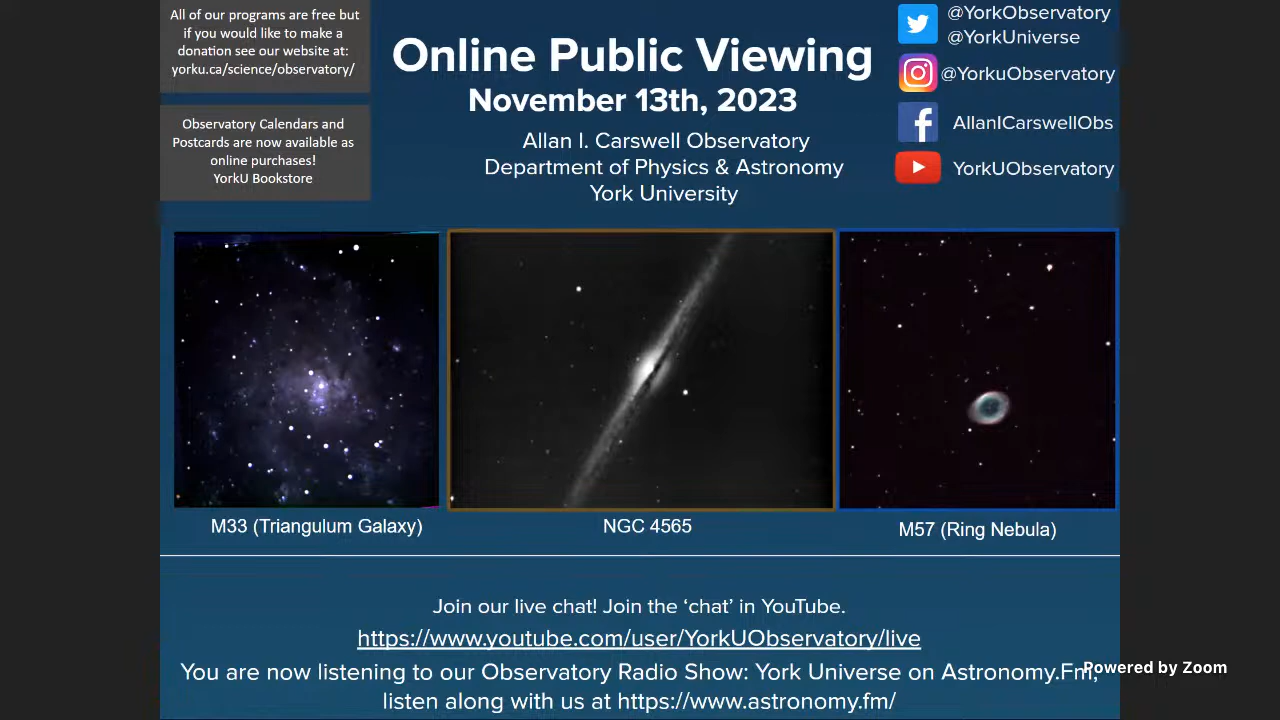 All of our programs are free but
if you would like to make a
donation see our website at:
yorku.ca/science/observatory/
Observatory Calendars and
Postcards are now available as
online purchases!
YorkU Bookstore
Online Public Viewing
November 13th, 2023
Allan I. Carswell Observatory
Department of Physics & Astronomy
York University
@YorkObservatory
@YorkUniverse
@YorkuObservatory
AllanICarswellObs
YorkUObservatory
M33 (Triangulum Galaxy)
NGC 4565
M57 (Ring Nebula)
Join our live chat! Join the ‘chat’ in YouTube.
https://www.youtube.com/user/YorkUObservatory/live
You are now listening to our Observatory Radio Show: York Universe on Astronomy.Fm,
listen along with us at https://www.astronomy.fm/
Powered by Zoom